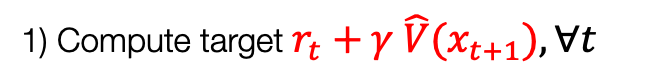 1) Compute target r_t + γ V̂(x_{t+1}), ∀t